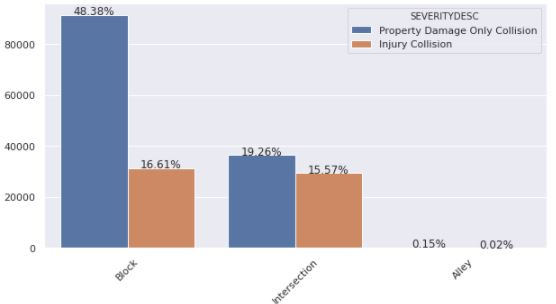 48.38%
SEVERITYDESC
Property Damage Only Collision
Injury Collision
80000
60000
40000
19.26%
16.61%
15.57%
20000
0.15%
0.02%
0
Block
Intersection
Alley